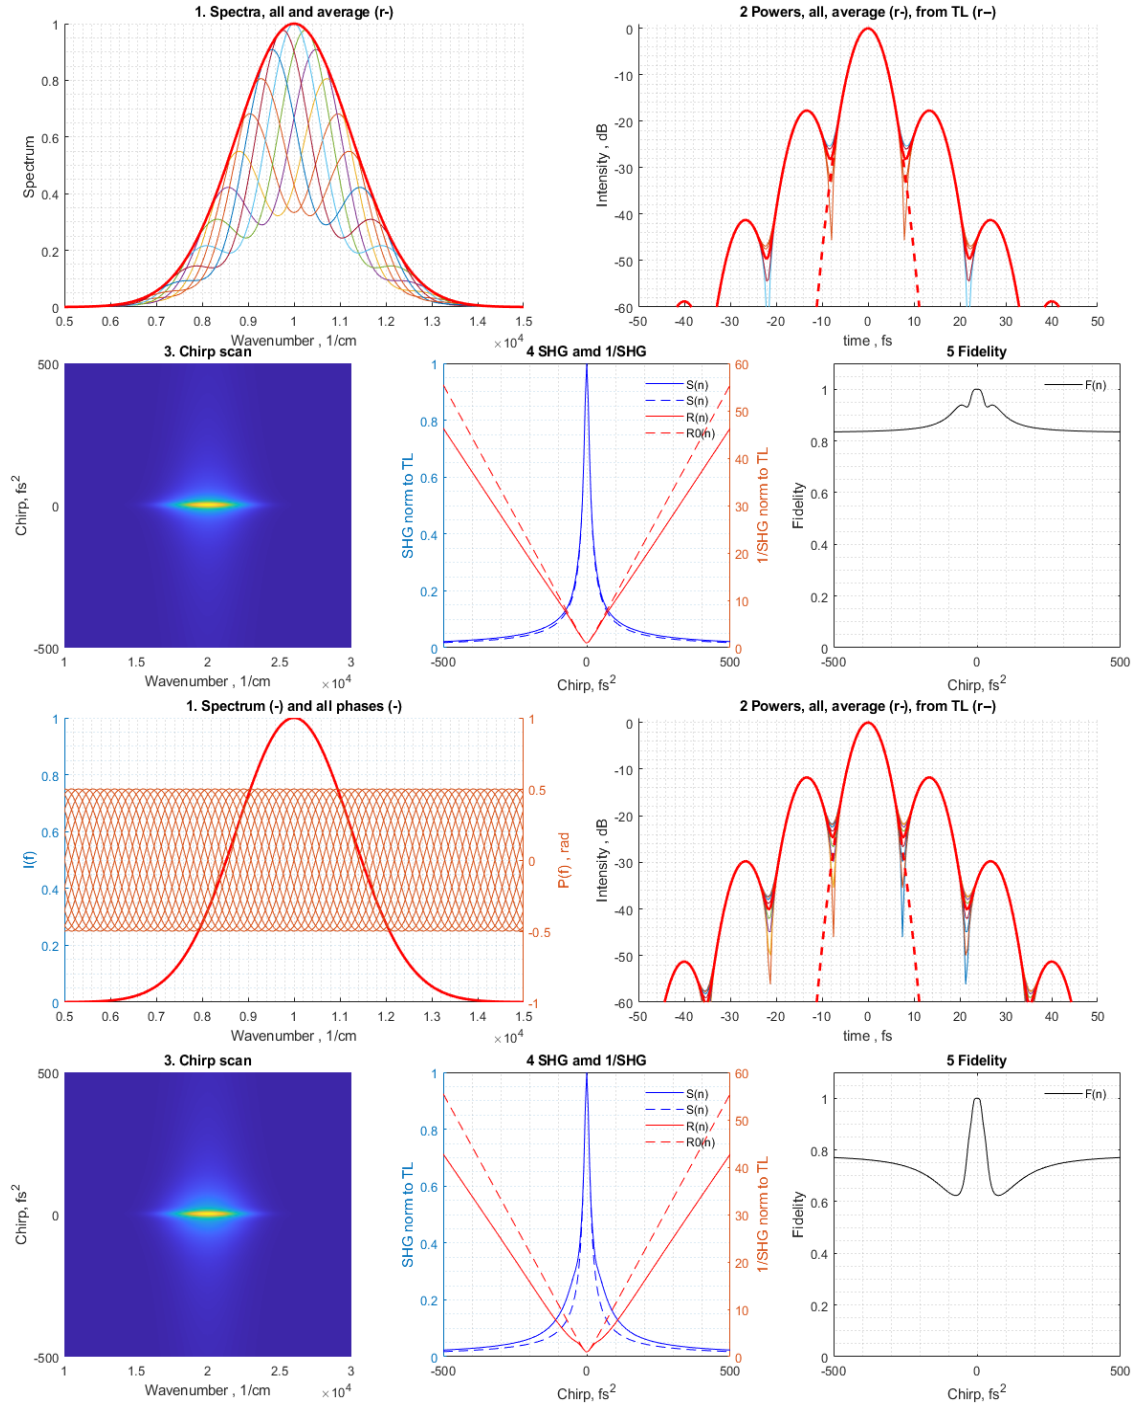 1. Spectra, all and average (r-)
Spectrum
1
0.8
0.6
0.4
0.2
0
0.5 0.6 0.7 0.8 0.9 1 1.1 1.2 1.3 1.4 1.5
Wavenumber , 1/cm
×10^4
2 Powers, all, average (r-), from TL (r--)
Intensity , dB
0
-10
-20
-30
-40
-50
-60
-50 -40 -30 -20 -10 0 10 20 30 40 50
time , fs
3. Chirp scan
Chirp, fs^2
500
0
-500
1 1.5 2 2.5 3
Wavenumber , 1/cm
×10^4
4 SHG amd 1/SHG
SHG norm to TL
1
0.8
0.6
0.4
0.2
0
60
50
40
30
20
10
0
1/SHG norm to TL
S(n)
S(n)
R(n)
R0(n)
-500 0 500
Chirp, fs^2
5 Fidelity
Fidelity
1
0.8
0.6
0.4
0.2
0
F(n)
-500 0 500
Chirp, fs^2
1. Spectrum (-) and all phases (-)
I(f)
1
0.8
0.6
0.4
0.2
0
1
0.5
0
-0.5
-1
P(f) , rad
0.5 0.6 0.7 0.8 0.9 1 1.1 1.2 1.3 1.4 1.5
Wavenumber , 1/cm
×10^4
2 Powers, all, average (r-), from TL (r--)
Intensity , dB
0
-10
-20
-30
-40
-50
-60
-50 -40 -30 -20 -10 0 10 20 30 40 50
time , fs
3. Chirp scan
Chirp, fs^2
500
0
-500
1 1.5 2 2.5 3
Wavenumber , 1/cm
×10^4
4 SHG amd 1/SHG
SHG norm to TL
1
0.8
0.6
0.4
0.2
0
60
50
40
30
20
10
0
1/SHG norm to TL
S(n)
S(n)
R(n)
R0(n)
-500 0 500
Chirp, fs^2
5 Fidelity
Fidelity
1
0.8
0.6
0.4
0.2
0
F(n)
-500 0 500
Chirp, fs^2